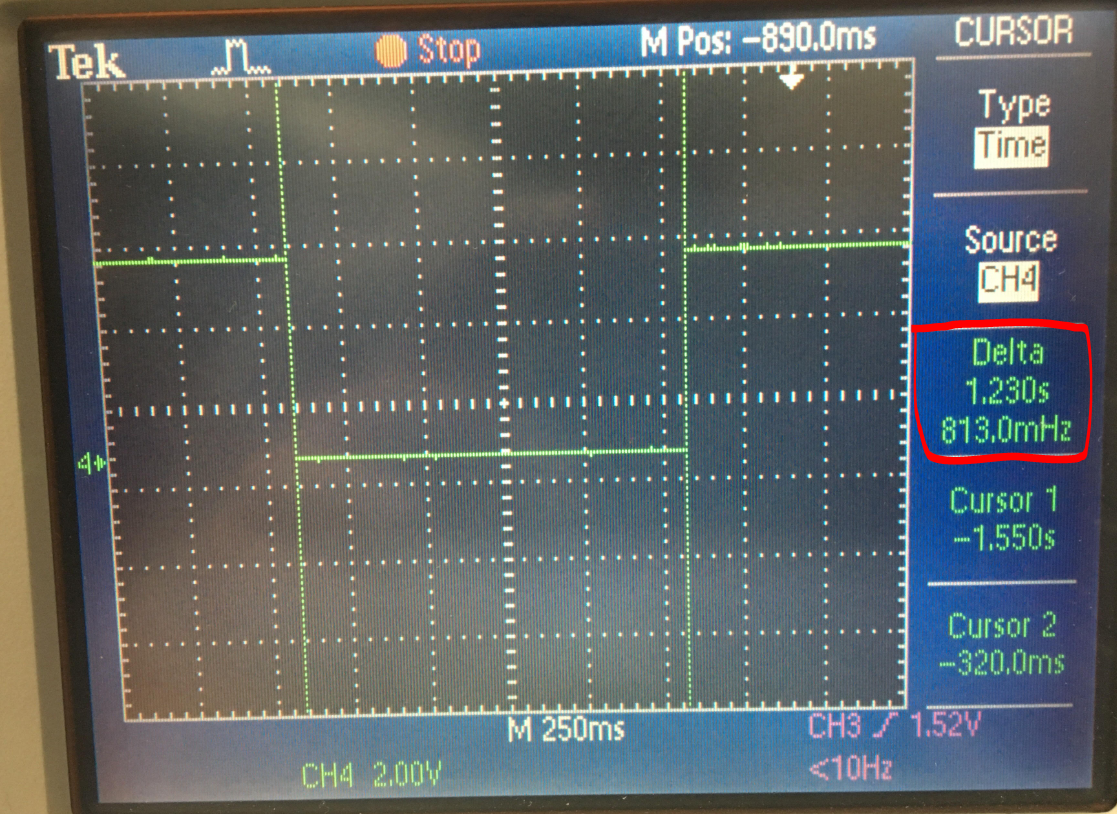 Tek Stop M Pos: -890.0ms CURSOR
Type
Time
Source
CH4
Delta
1.230s
813.0mHz
Cursor 1
-1.550s
Cursor 2
-320.0ms
M 250ms CH3 1.52V
CH4 2.00V <10Hz
4